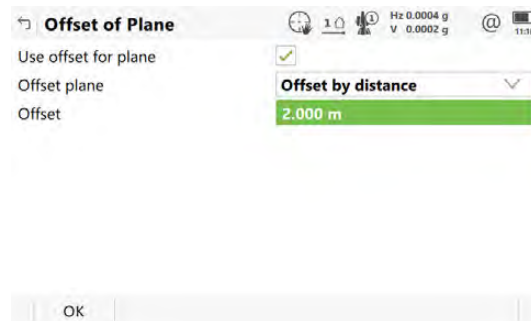 Offset of Plane
1
1
Hz 0.0004 g
V 0.0002 g
@
Use offset for plane
Offset plane
Offset by distance
Offset
2.000 m
OK